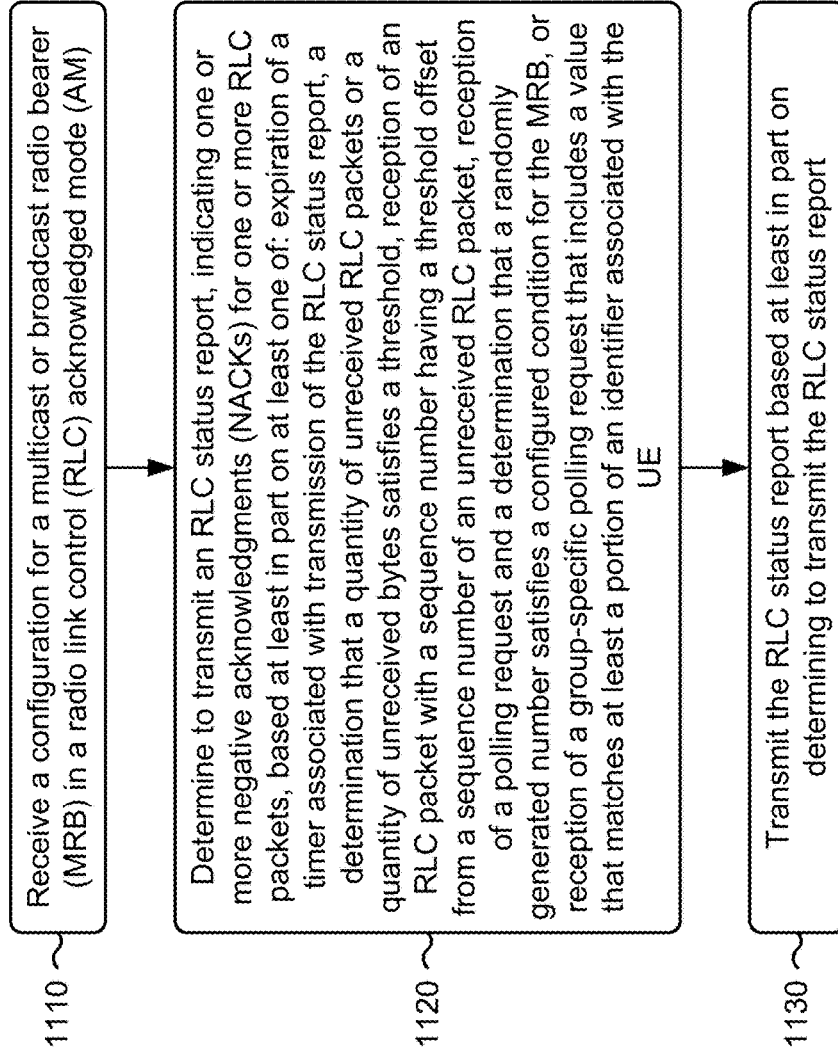 1110
Receive a configuration for a multicast or broadcast radio bearer
(MRB) in a radio link control (RLC) acknowledged mode (AM)
1120
Determine to transmit an RLC status report, indicating one or
more negative acknowledgments (NACKs) for one or more RLC
packets, based at least in part on at least one of: expiration of a
timer associated with transmission of the RLC status report, a
determination that a quantity of unreceived RLC packets or a
quantity of unreceived bytes satisfies a threshold, reception of an
RLC packet with a sequence number having a threshold offset
from a sequence number of an unreceived RLC packet, reception
of a polling request and a determination that a randomly
generated number satisfies a configured condition for the MRB, or
reception of a group-specific polling request that includes a value
that matches at least a portion of an identifier associated with the
UE
1130
Transmit the RLC status report based at least in part on
determining to transmit the RLC status report